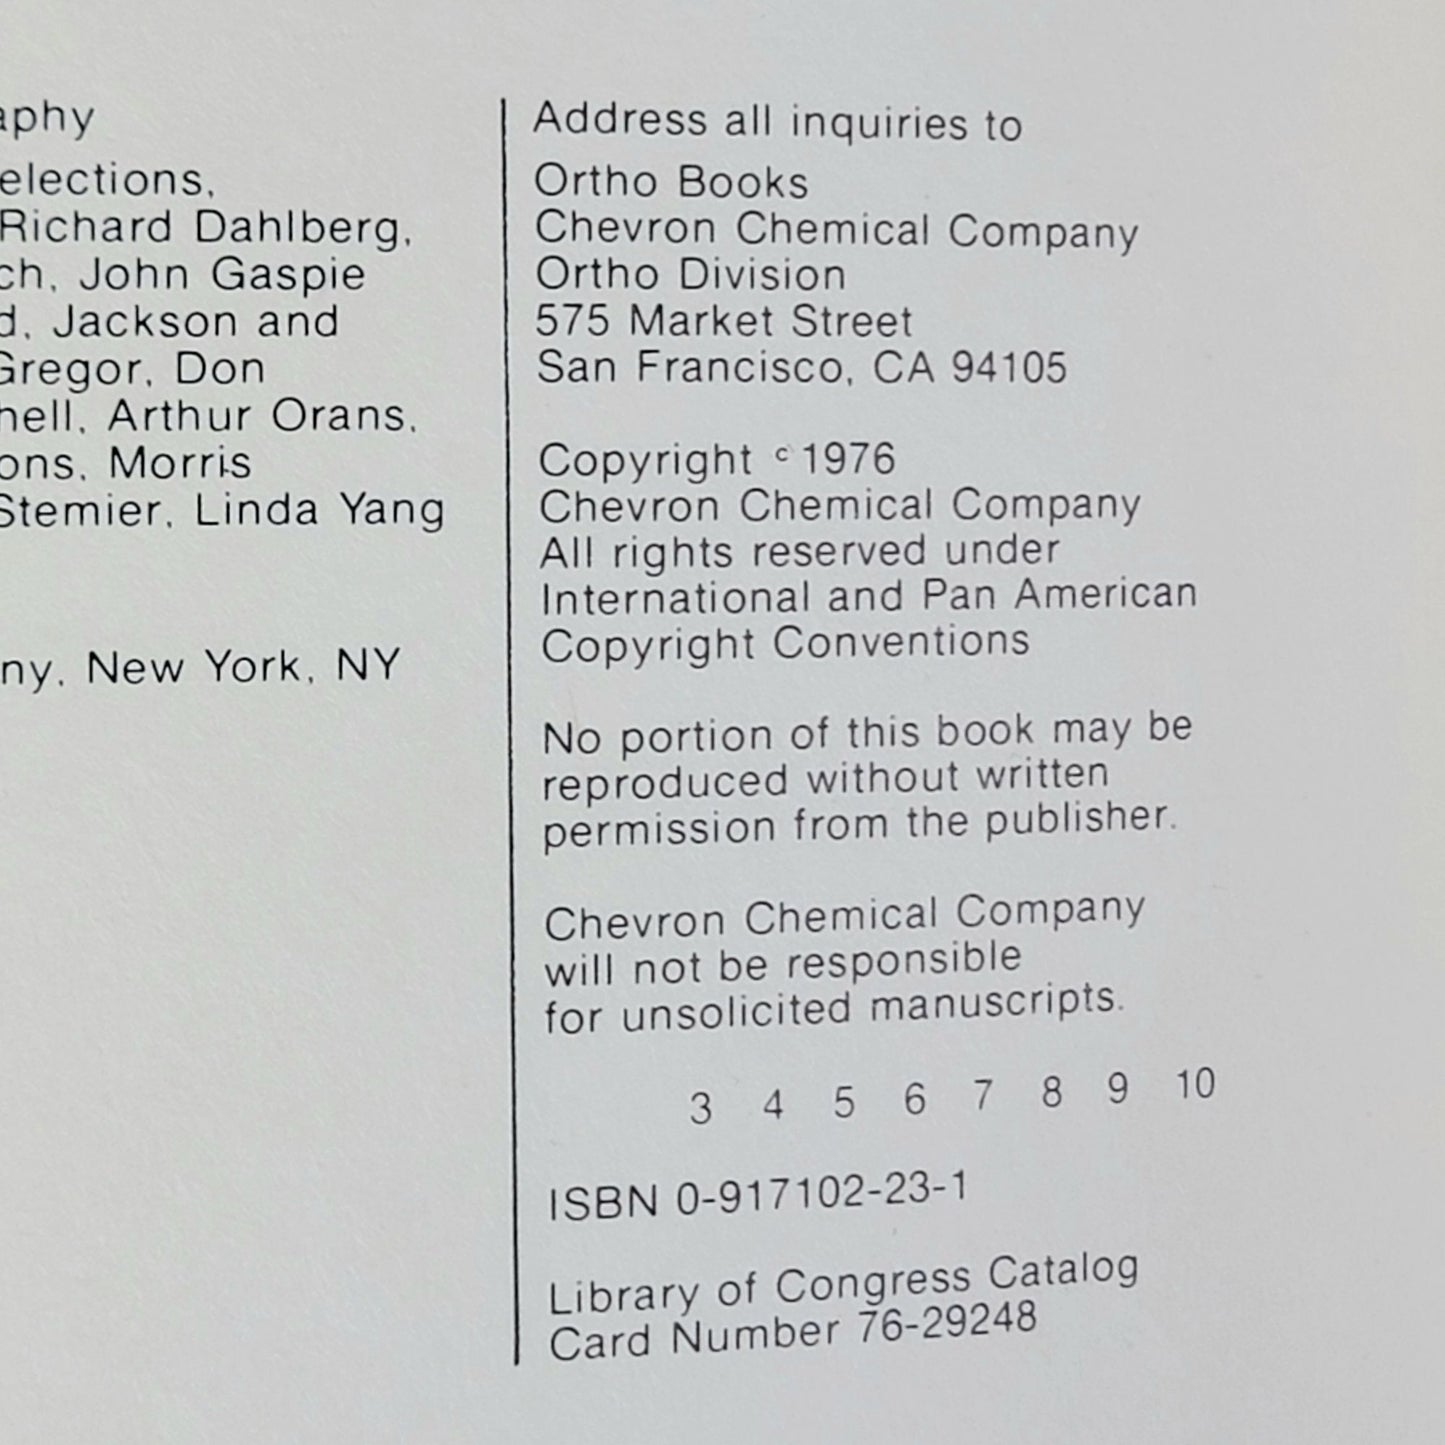 aphy
elections,
Richard Dahlberg,
ch, John Gaspie
d, Jackson and
Gregor, Don
hell, Arthur Orans,
ons, Morris
Stemier, Linda Yang
ny, New York, NY
Address all inquiries to
Ortho Books
Chevron Chemical Company
Ortho Division
575 Market Street
San Francisco, CA 94105
Copyright c 1976
Chevron Chemical Company
All rights reserved under
International and Pan American
Copyright Conventions
No portion of this book may be
reproduced without written
permission from the publisher.
Chevron Chemical Company
will not be responsible
for unsolicited manuscripts.
3 4 5 6 7 8 9 10
ISBN 0-917102-23-1
Library of Congress Catalog
Card Number 76-29248